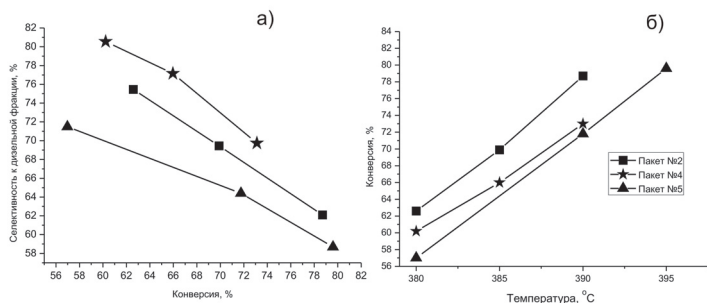 а)
Селективность к дизельной фракции, %
82
80
78
76
74
72
70
68
66
64
62
60
58
56 58 60 62 64 66 68 70 72 74 76 78 80 82
Конверсия, %
б)
Конверсия, %
84
82
80
78
76
74
72
70
68
66
64
62
60
58
56
380 385 390 395
Температура, °C
Пакет №2
Пакет №4
Пакет №5